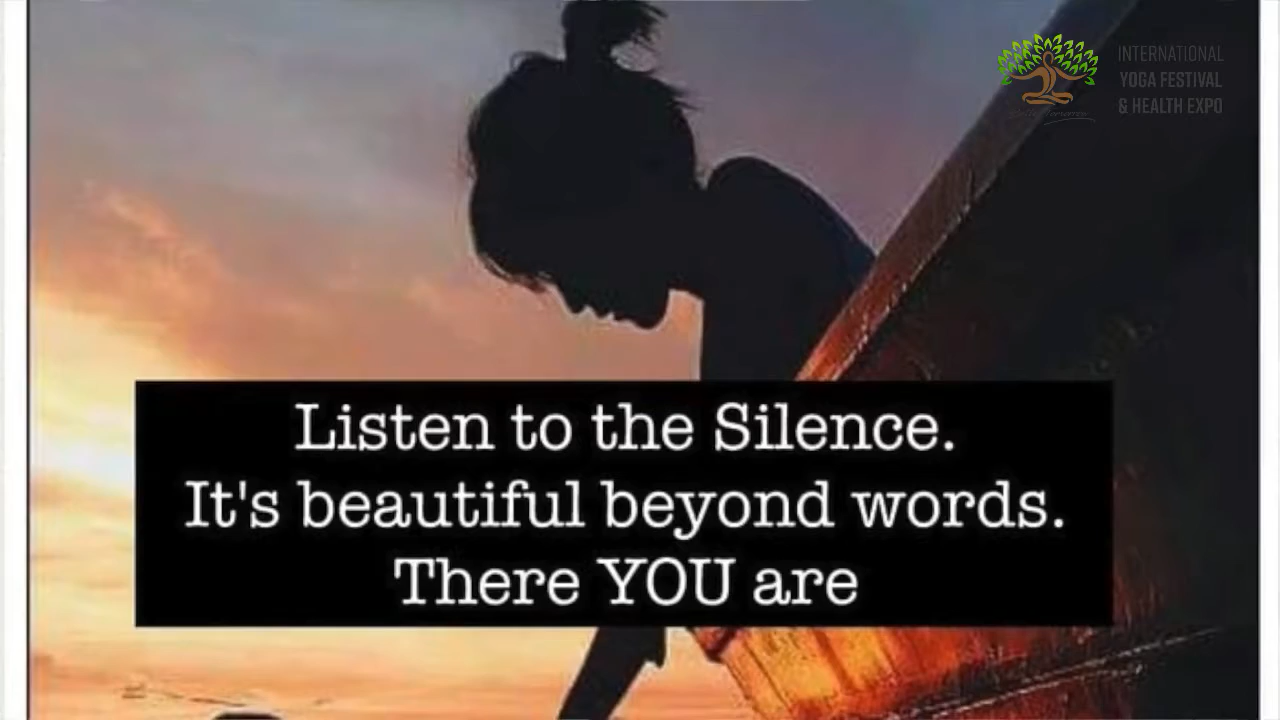 INTERNATIONAL
YOGA FESTIVAL
& HEALTH EXPO
Listen to the Silence.
It's beautiful beyond words.
There YOU are